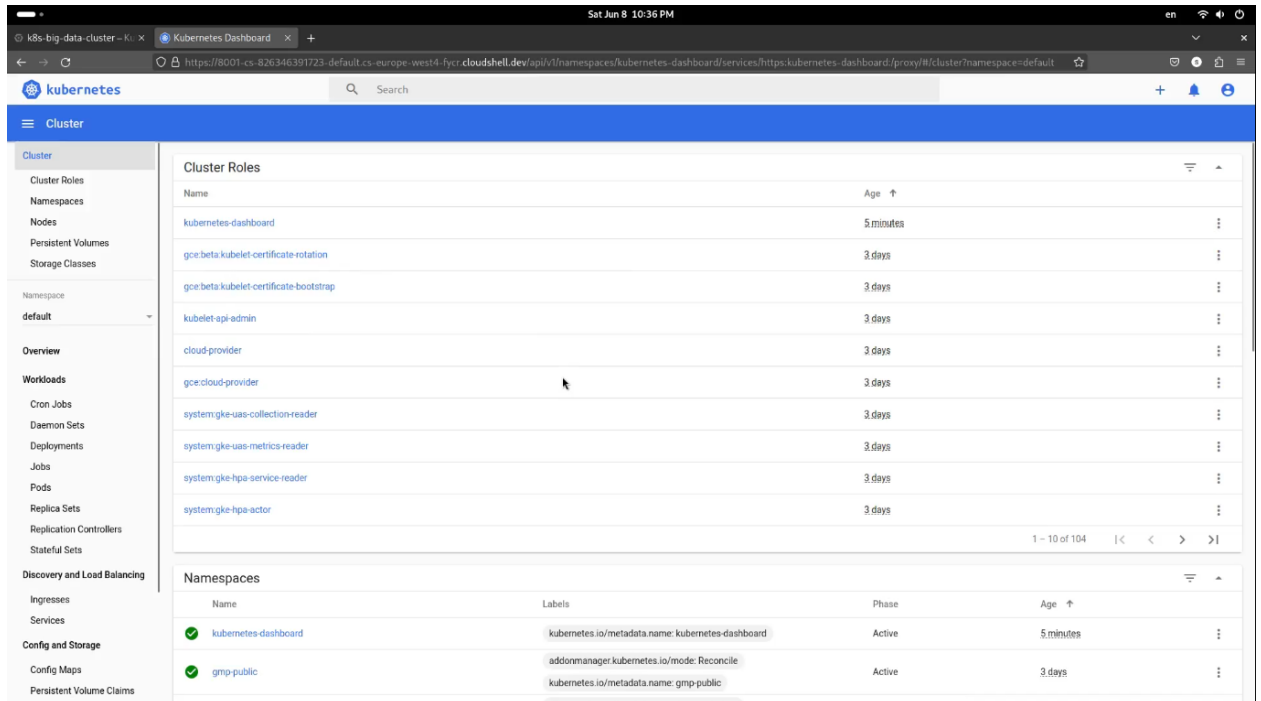 Sat Jun 8 10:36 PM
en
k8s-big-data-cluster – Ku
Kubernetes Dashboard
https://8001-cs-826346391723-default.cs-europe-west4-fycr.cloudshell.dev/api/v1/namespaces/kubernetes-dashboard/services/https:kubernetes-dashboard:/proxy/#/cluster?namespace=default
kubernetes
Search
Cluster
Cluster
Cluster Roles
Namespaces
Nodes
Persistent Volumes
Storage Classes
Namespace
default
Overview
Workloads
Cron Jobs
Daemon Sets
Deployments
Jobs
Pods
Replica Sets
Replication Controllers
Stateful Sets
Discovery and Load Balancing
Ingresses
Services
Config and Storage
Config Maps
Persistent Volume Claims
Cluster Roles
Name Age
kubernetes-dashboard 5 minutes
gce:beta:kubelet-certificate-rotation 3 days
gce:beta:kubelet-certificate-bootstrap 3 days
kubelet-api-admin 3 days
cloud-provider 3 days
gce:cloud-provider 3 days
system:gke-uas-collection-reader 3 days
system:gke-uas-metrics-reader 3 days
system:gke-hpa-service-reader 3 days
system:gke-hpa-actor 3 days
1 – 10 of 104
Namespaces
Name Labels Phase Age
kubernetes-dashboard kubernetes.io/metadata.name: kubernetes-dashboard Active 5 minutes
addonmanager.kubernetes.io/mode: Reconcile
gmp-public Active 3 days
kubernetes.io/metadata.name: gmp-public